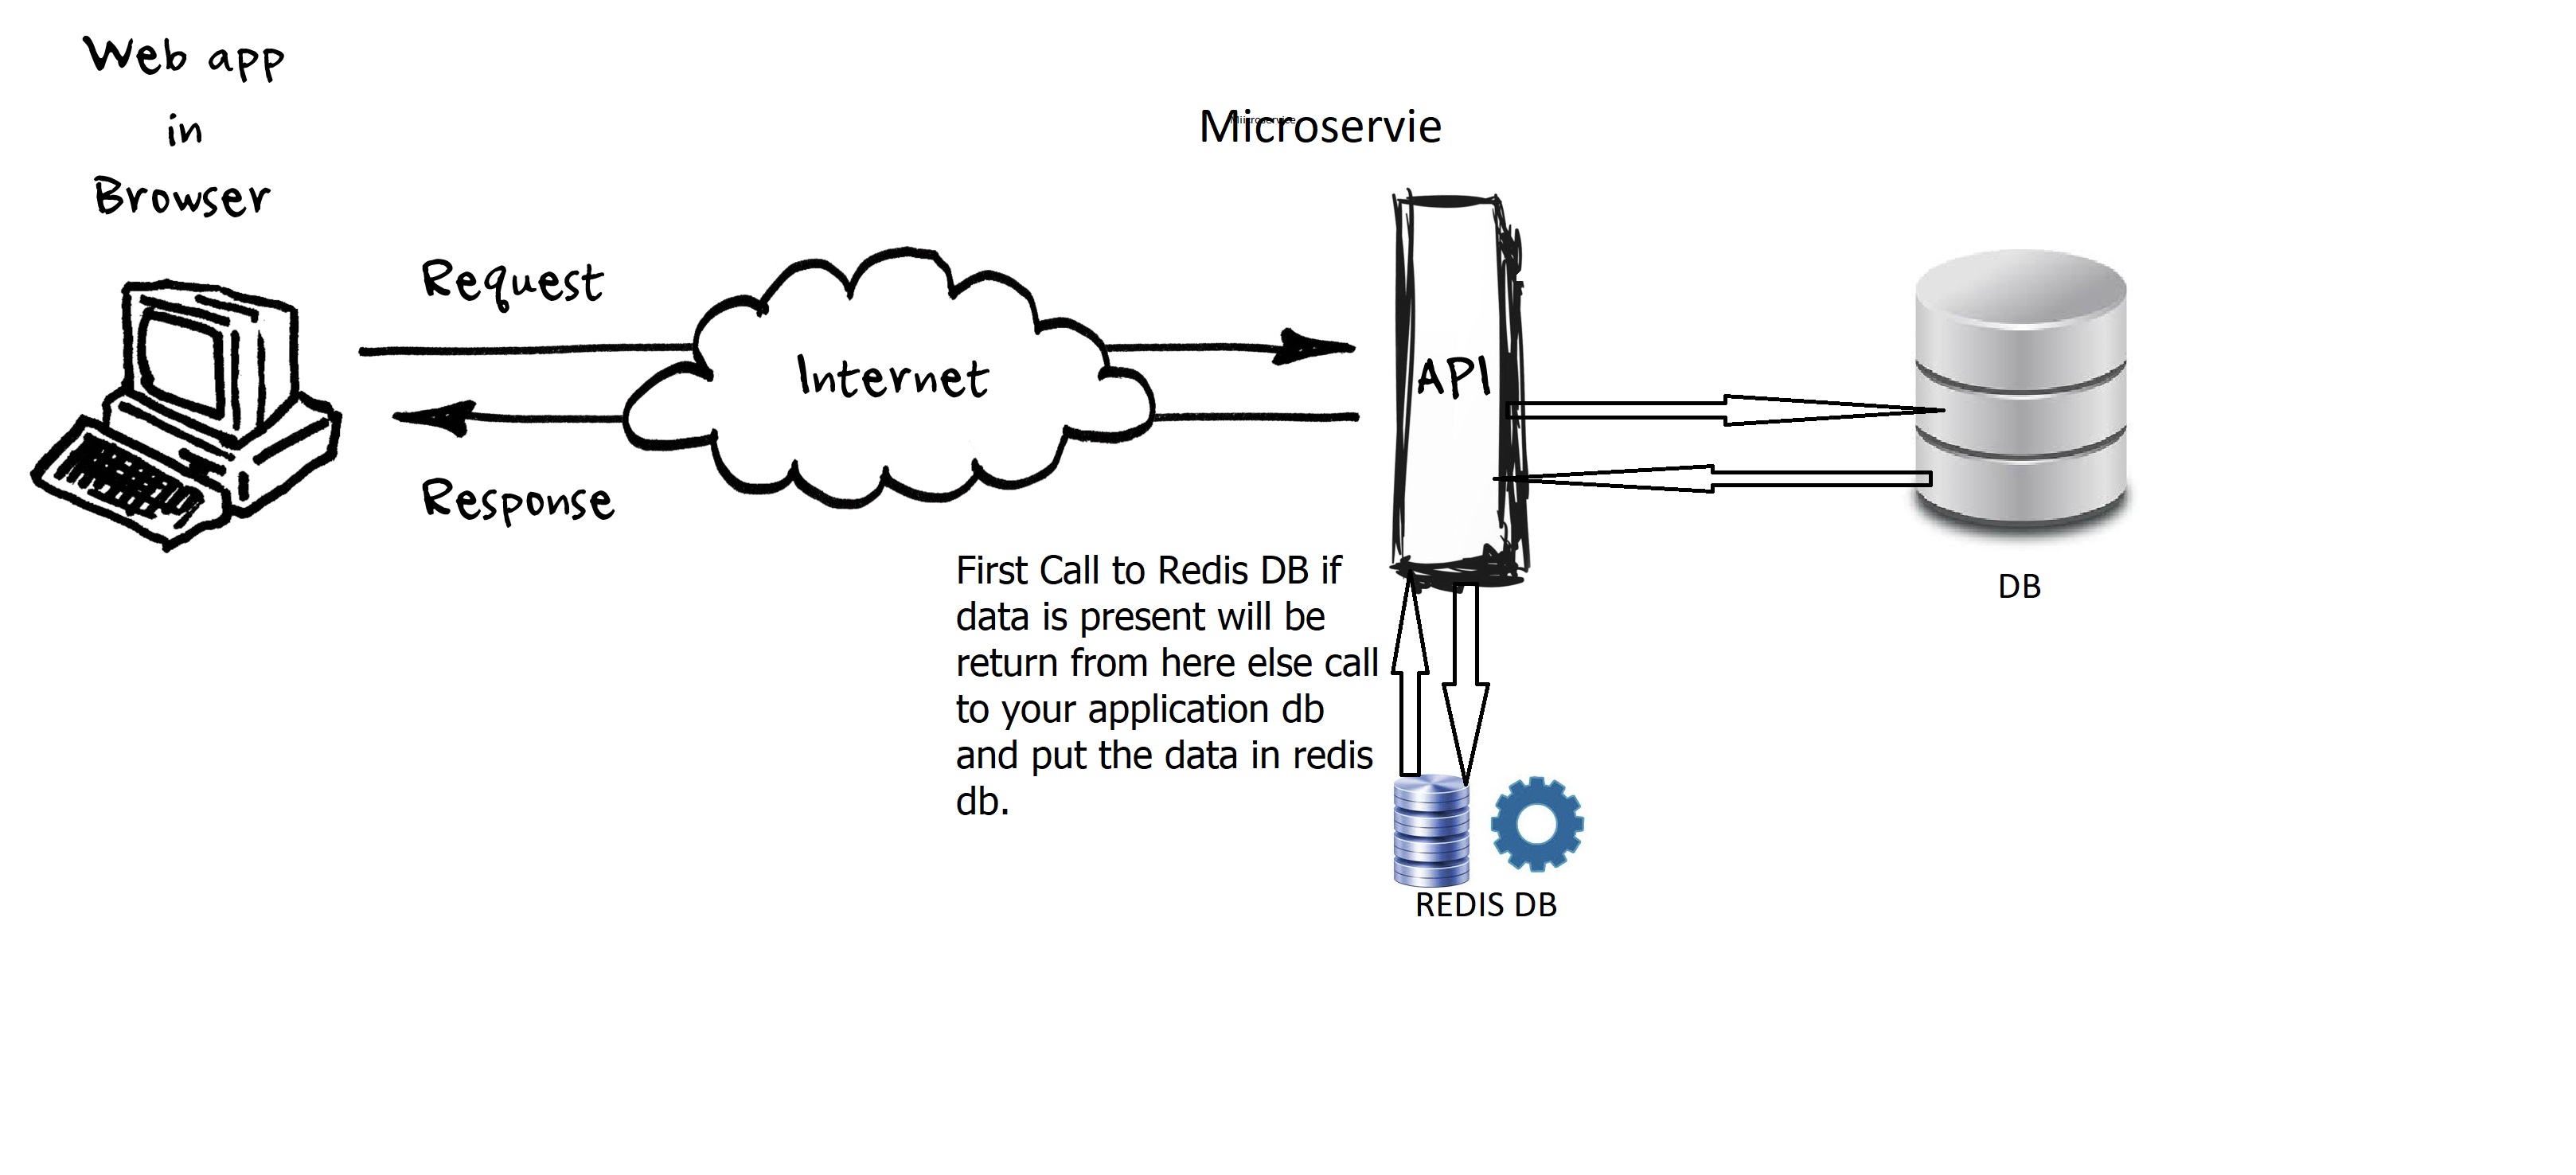 Web app
in
Browser
Microservie
Miicroservice
Request
Internet
API
Response
First Call to Redis DB if
data is present will be
return from here else call
to your application db
and put the data in redis
db.
DB
REDIS DB